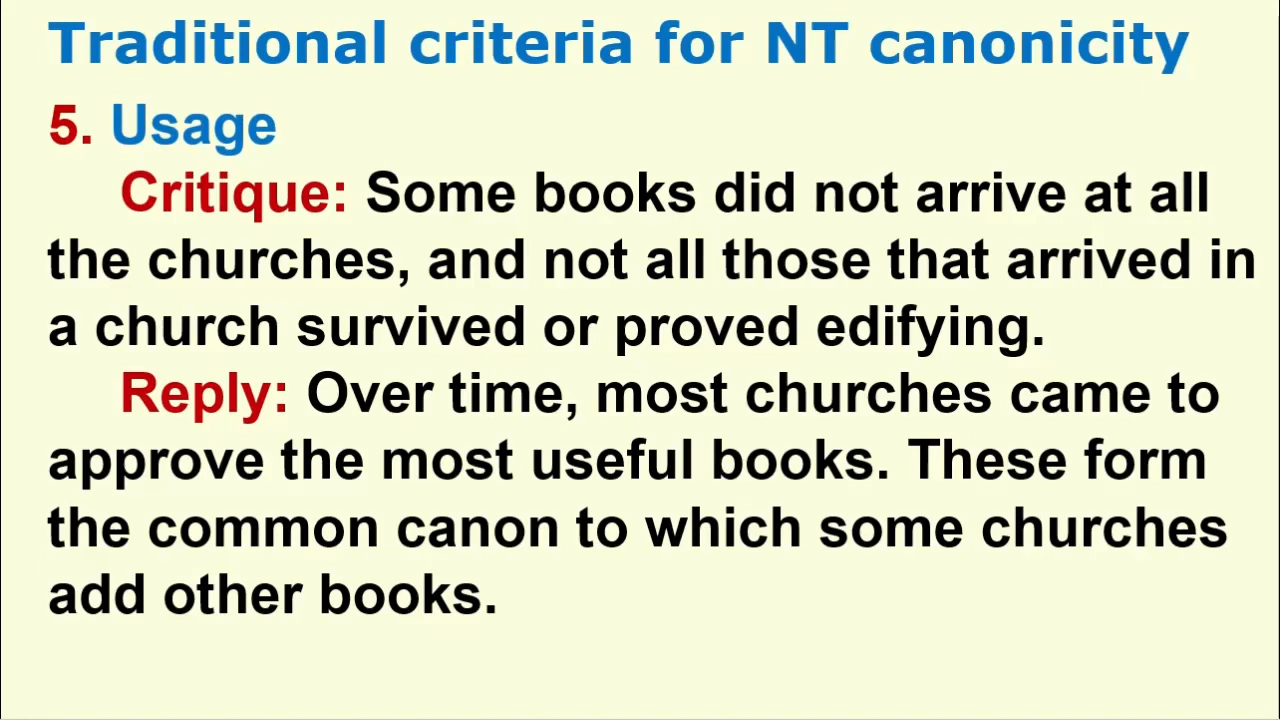 Traditional criteria for NT canonicity
5. Usage
Critique: Some books did not arrive at all
the churches, and not all those that arrived in
a church survived or proved edifying.
Reply: Over time, most churches came to
approve the most useful books. These form
the common canon to which some churches
add other books.